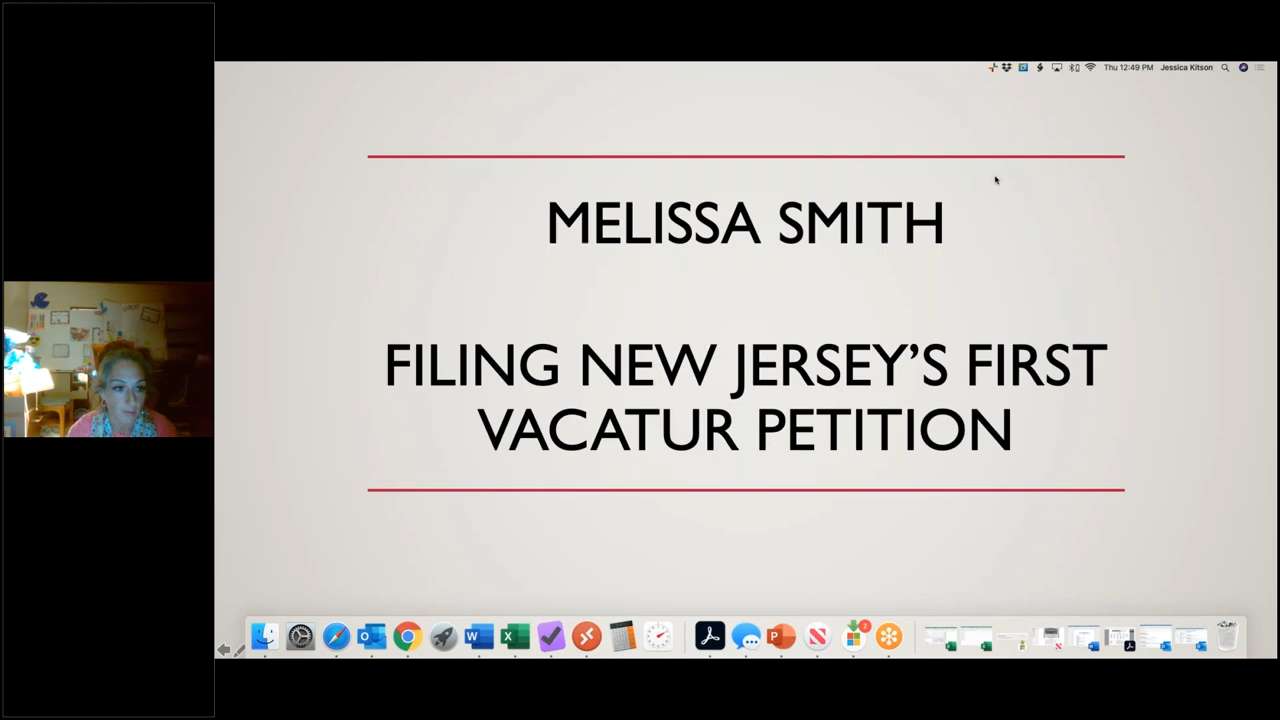 Thu 12:49 PM Jessica Kitson
MELISSA SMITH
FILING NEW JERSEY’S FIRST
VACATUR PETITION